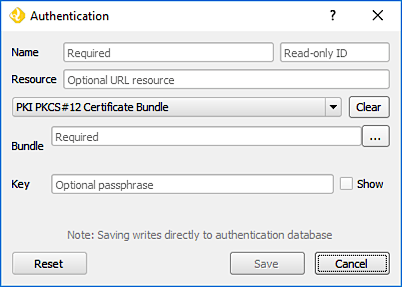 Authentication ? ×
Name Required Read-only ID
Resource Optional URL resource
PKI PKCS#12 Certificate Bundle Clear
Bundle Required ...
Key Optional passphrase Show
Note: Saving writes directly to authentication database
Reset Save Cancel